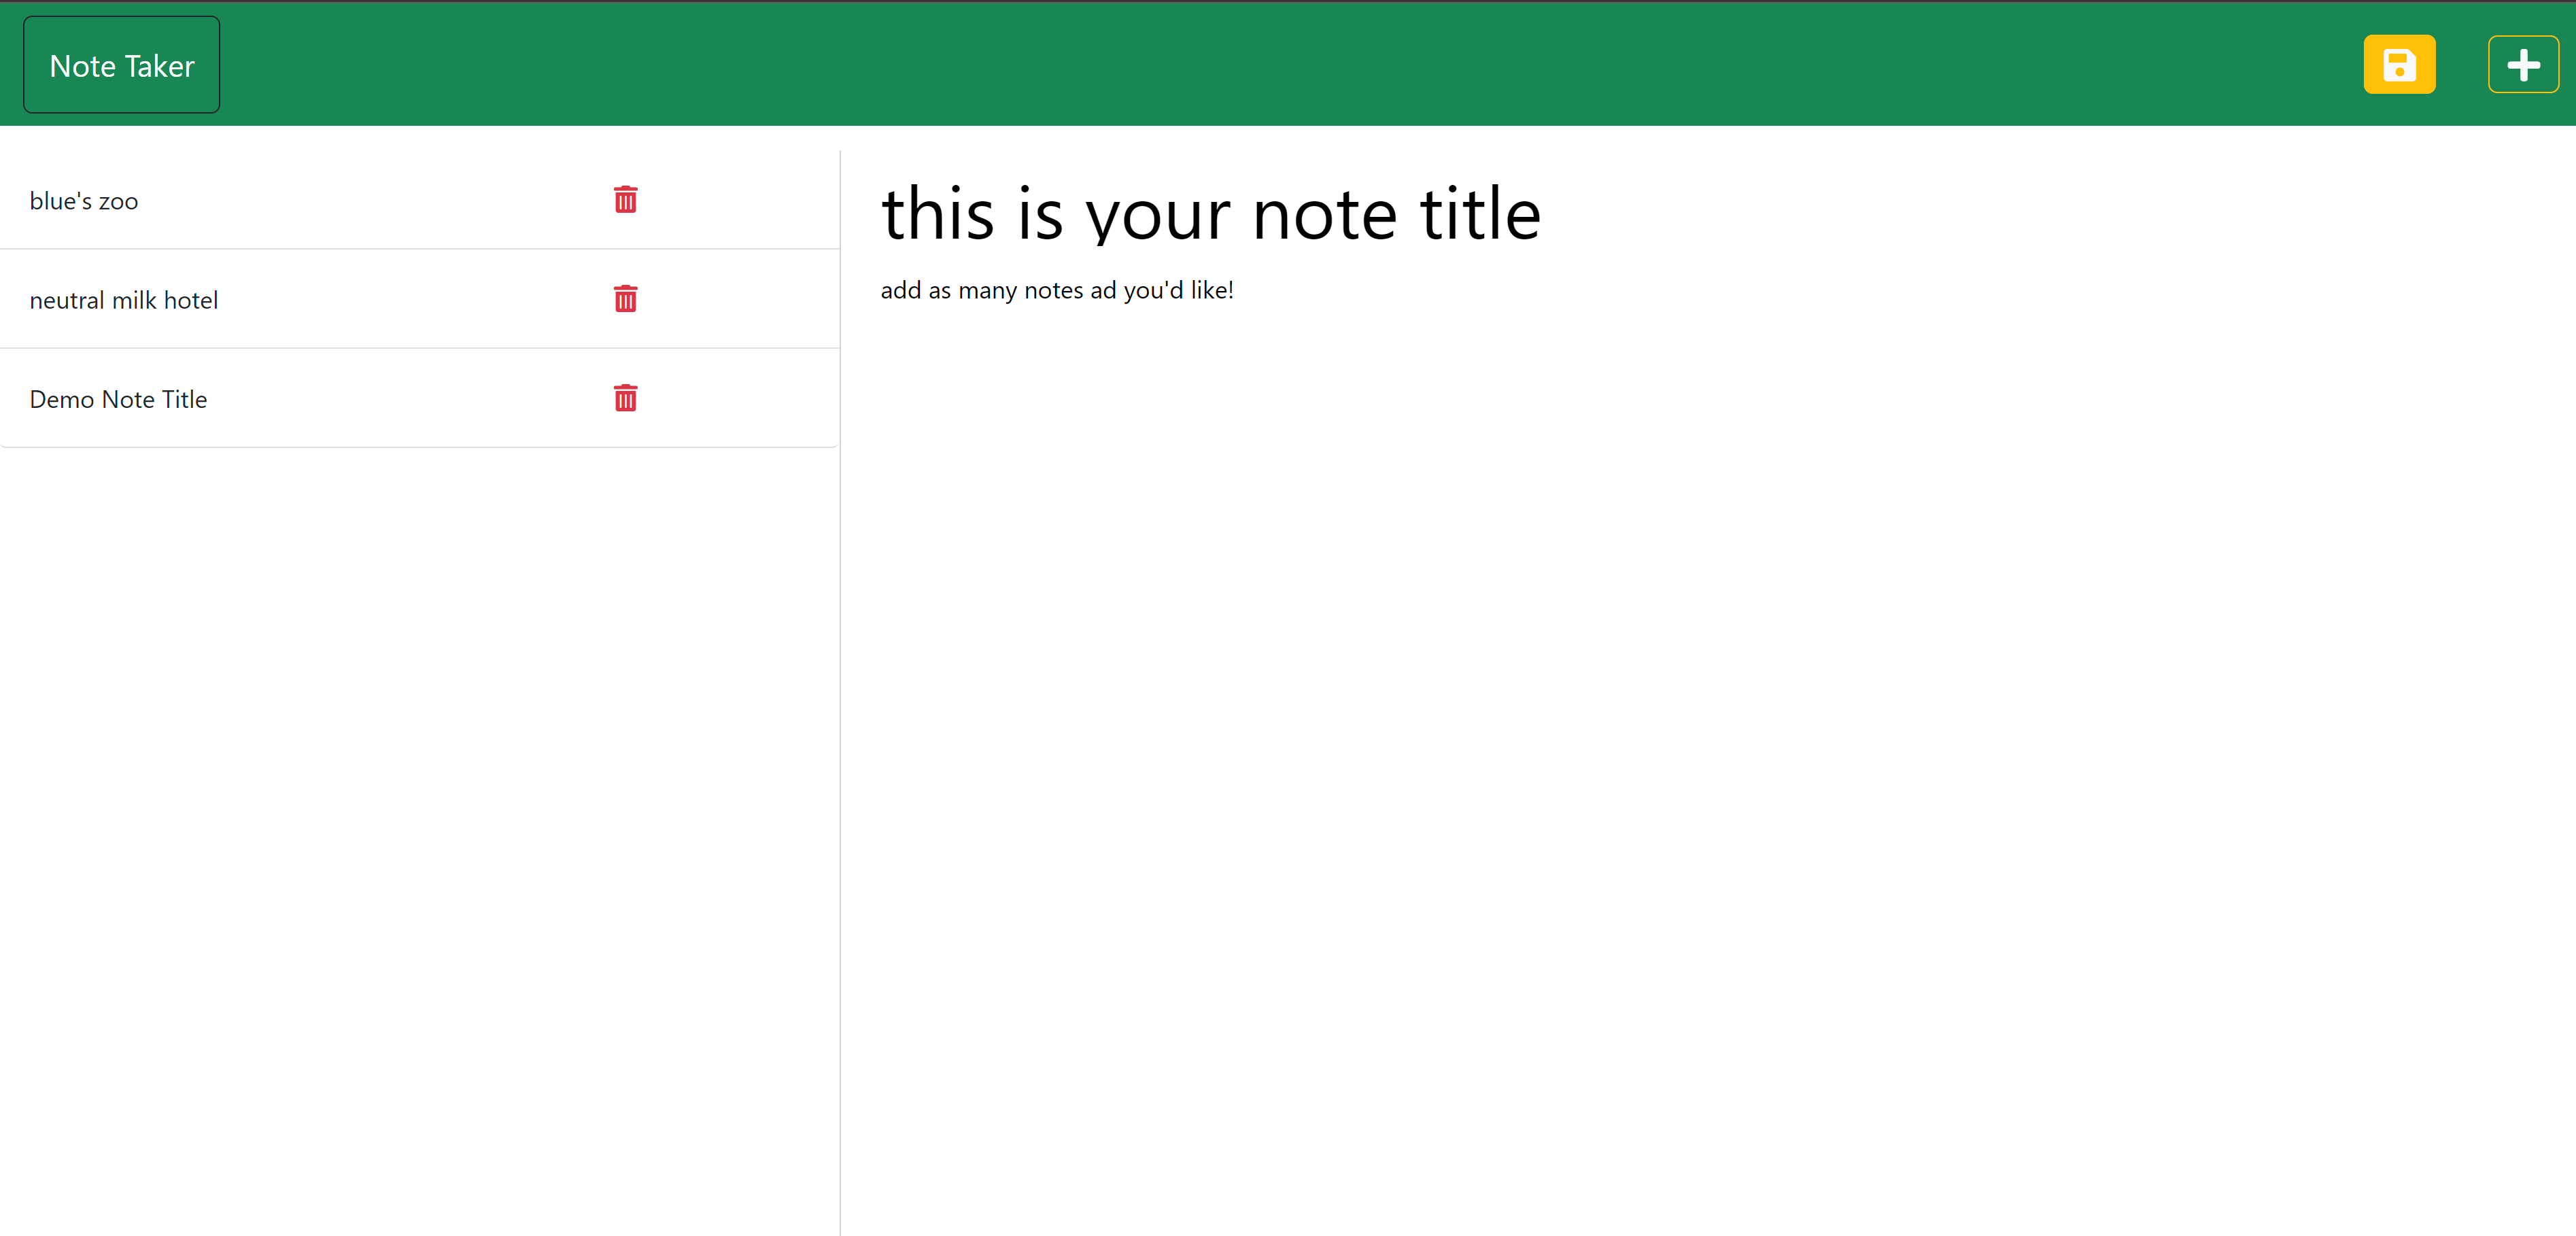 Note Taker
blue's zoo
neutral milk hotel
Demo Note Title
this is your note title
add as many notes ad you'd like!